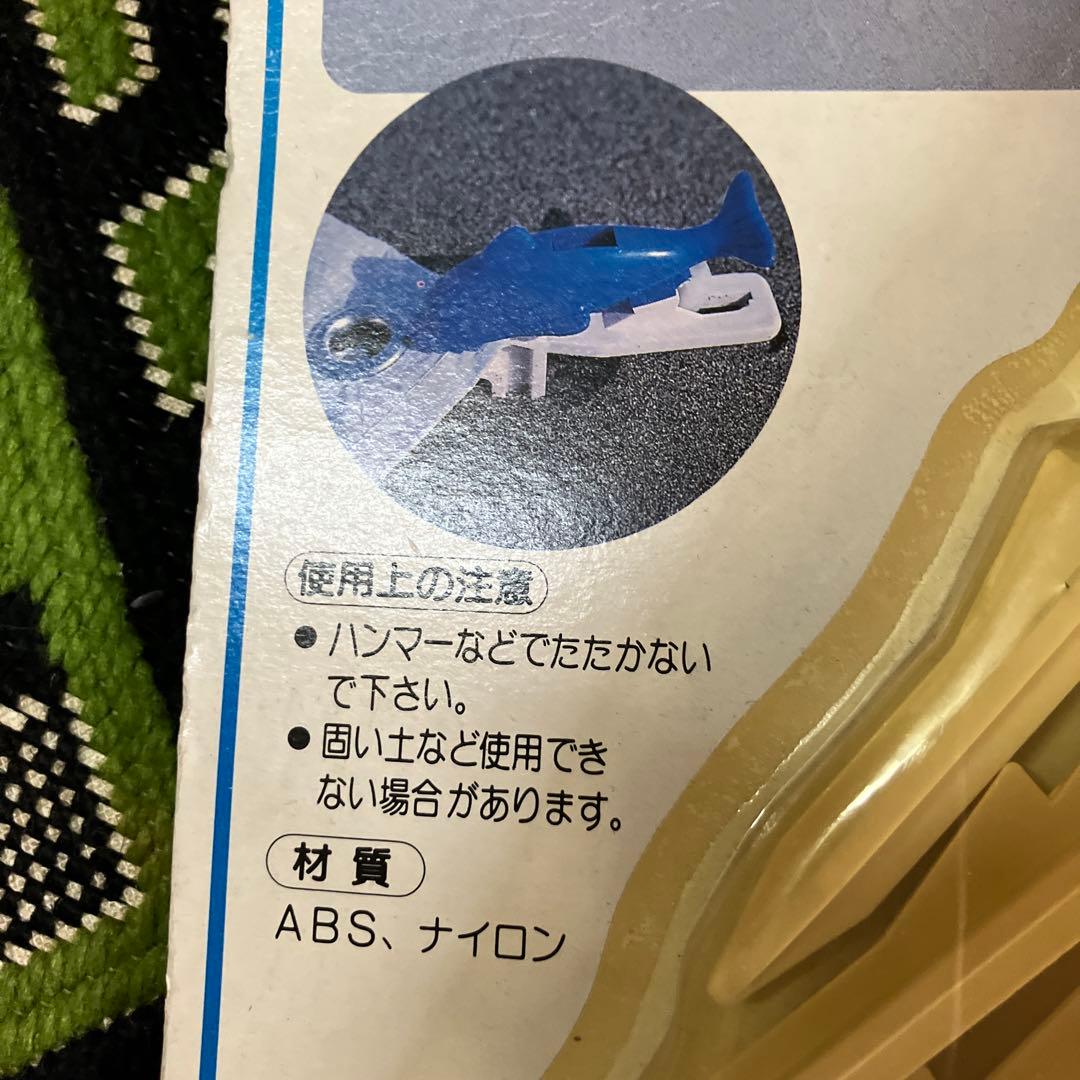 使用上の注意
●ハンマーなどでたたかない
で下さい。
●固い土など使用でき
ない場合があります。
材質
ABS、ナイロン